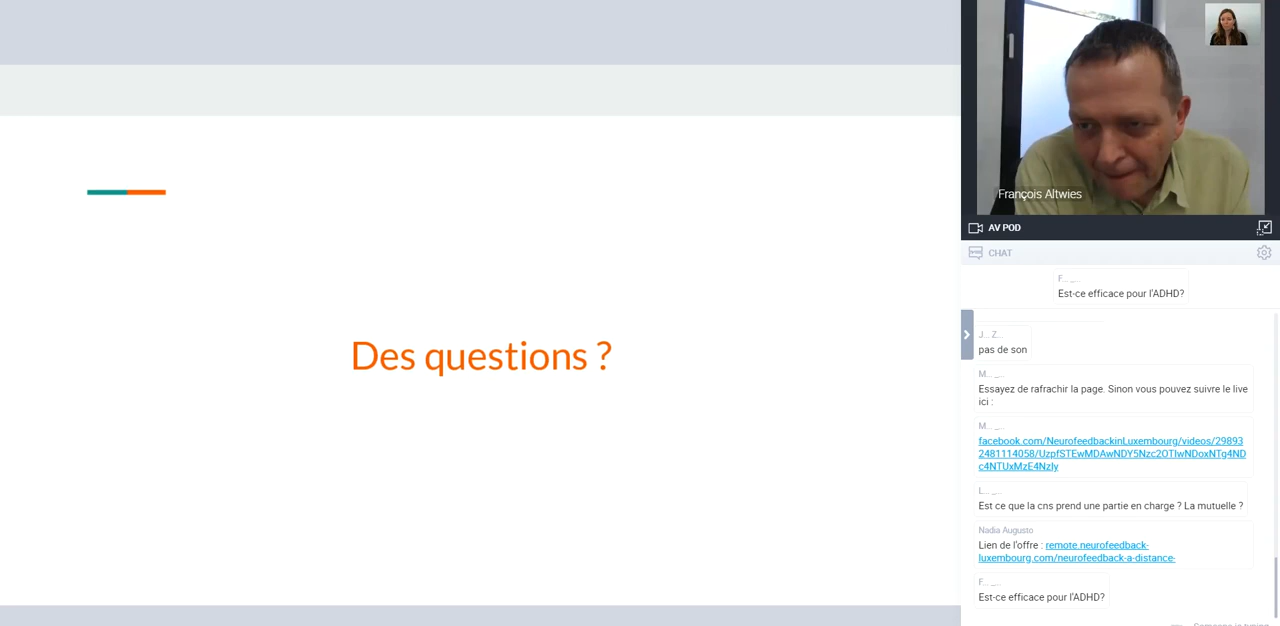 Des questions ?
François Altwies
AV POD
CHAT
F... _...
Est-ce efficace pour l'ADHD?
J... Z...
pas de son
M... _...
Essayez de rafrachir la page. Sinon vous pouvez suivre le live
ici :
M... _...
facebook.com/NeurofeedbackinLuxembourg/videos/29893
2481114058/UzpfSTEwMDAwNDY5Nzc2OTIwNDoxNTg4ND
c4NTUxMzE4NzIy
L... _...
Est ce que la cns prend une partie en charge ? La mutuelle ?
Nadia Augusto
Lien de l'offre : remote.neurofeedback-
luxembourg.com/neurofeedback-a-distance-
F... _...
Est-ce efficace pour l'ADHD?